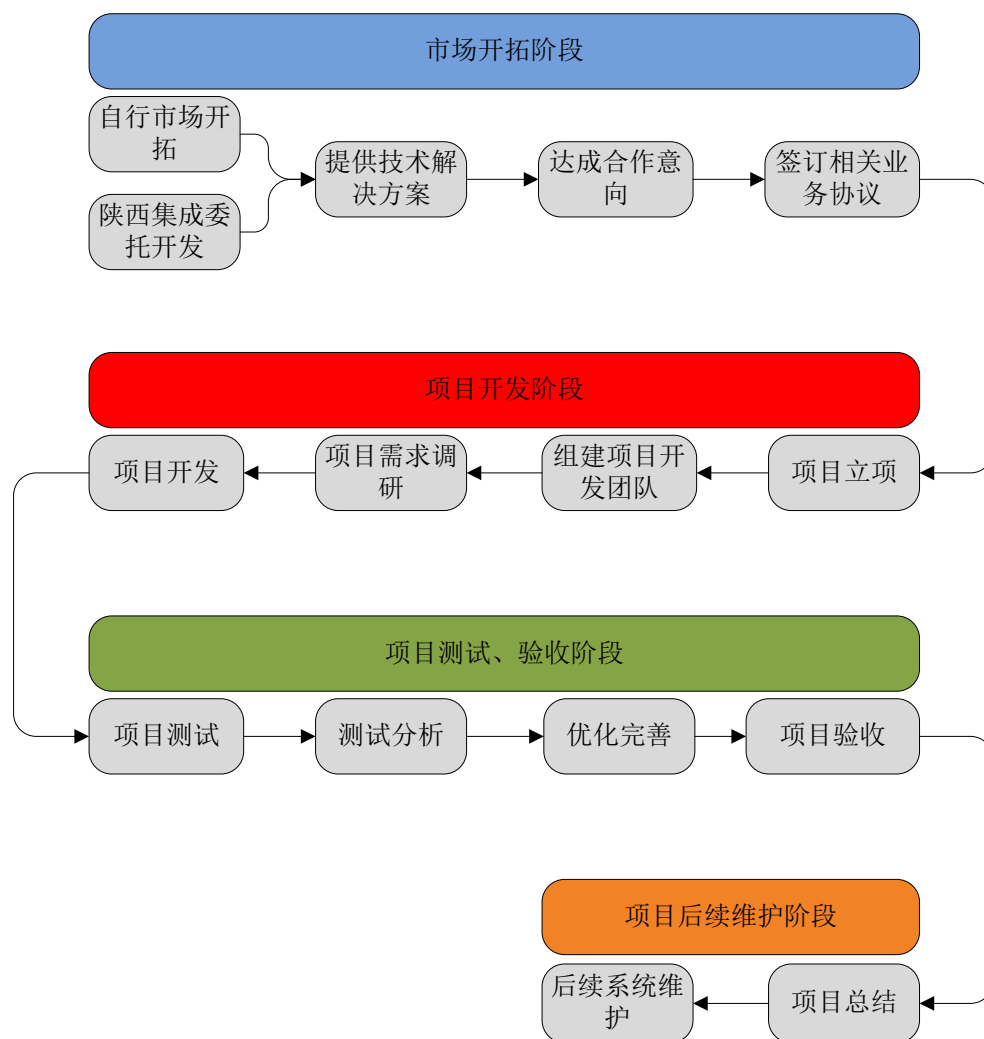 市场开拓阶段
自行市场开
拓
陕西集成委
托开发
提供技术解
决方案
达成合作意
向
签订相关业
务协议
项目开发阶段
项目开发
项目需求调
研
组建项目开
发团队
项目立项
项目测试、验收阶段
项目测试
测试分析
优化完善
项目验收
项目后续维护阶段
后续系统维
护
项目总结